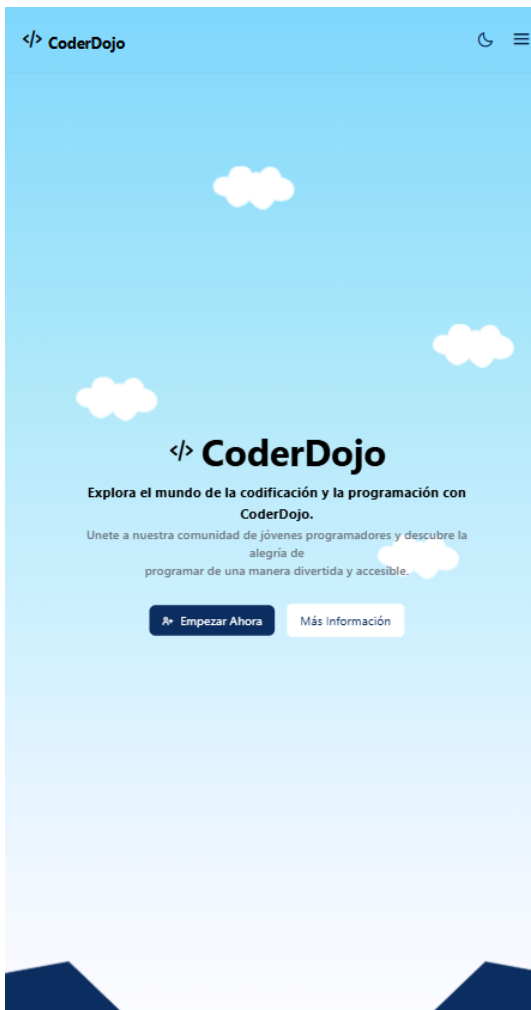 </> CoderDojo
</> CoderDojo
Explora el mundo de la codificación y la programación con
CoderDojo.
Unete a nuestra comunidad de jóvenes programadores y descubre la
alegría de
programar de una manera divertida y accesible.
Empezar Ahora
Más Información